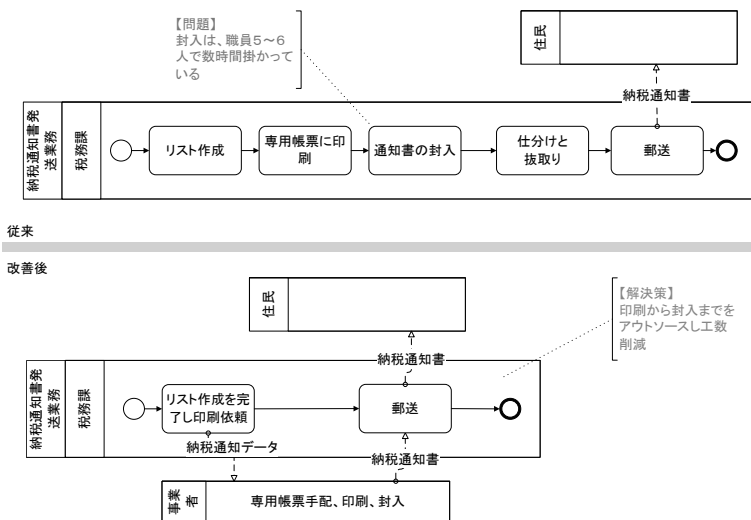 【問題】
封入は、職員５～６
人で数時間掛かって
いる
住民
納税通知書
納税通知書発
送業務
税務課
リスト作成
専用帳票に印
刷
通知書の封入
仕分けと
抜取り
郵送
従来
改善後
住民
【解決策】
印刷から封入までを
アウトソースし工数
削減
納税通知書
納税通知書発
送業務
税務課
リスト作成を完
了し印刷依頼
郵送
納税通知データ
納税通知書
事業
者
専用帳票手配、印刷、封入